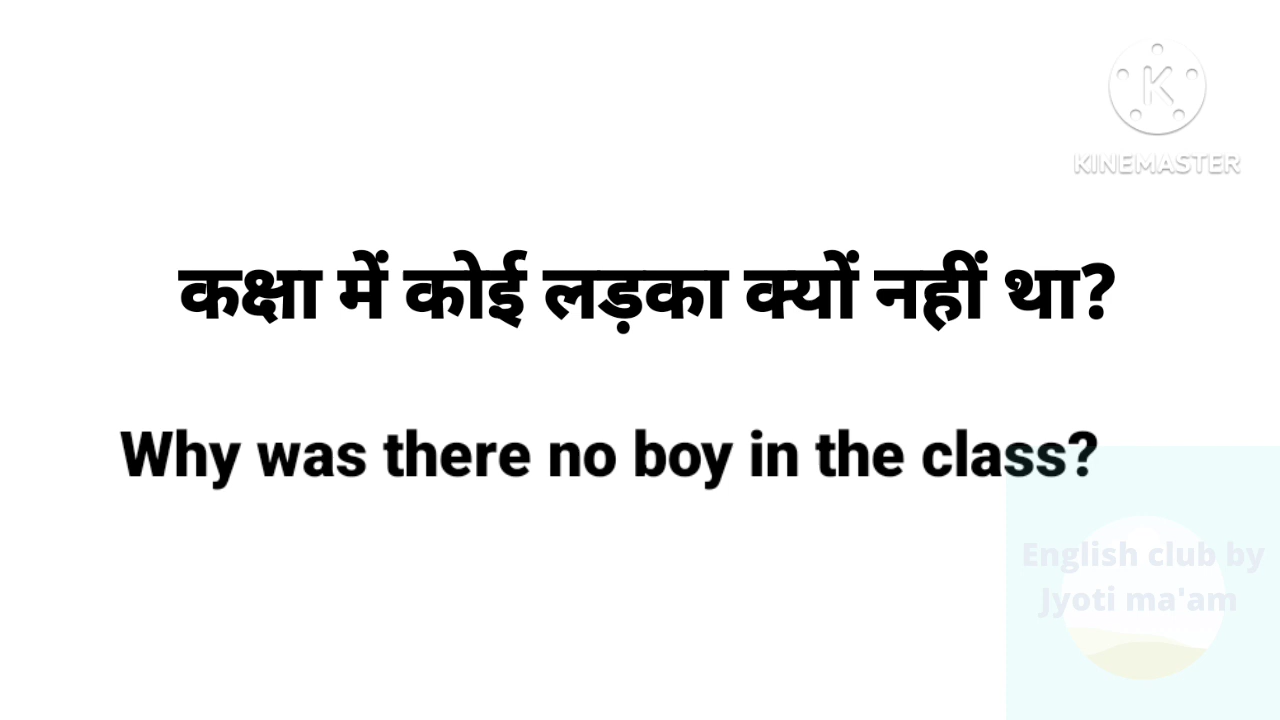 KINEMASTER
कक्षा में कोई लड़का क्यों नहीं था?
Why was there no boy in the class?
English club by
Jyoti ma'am